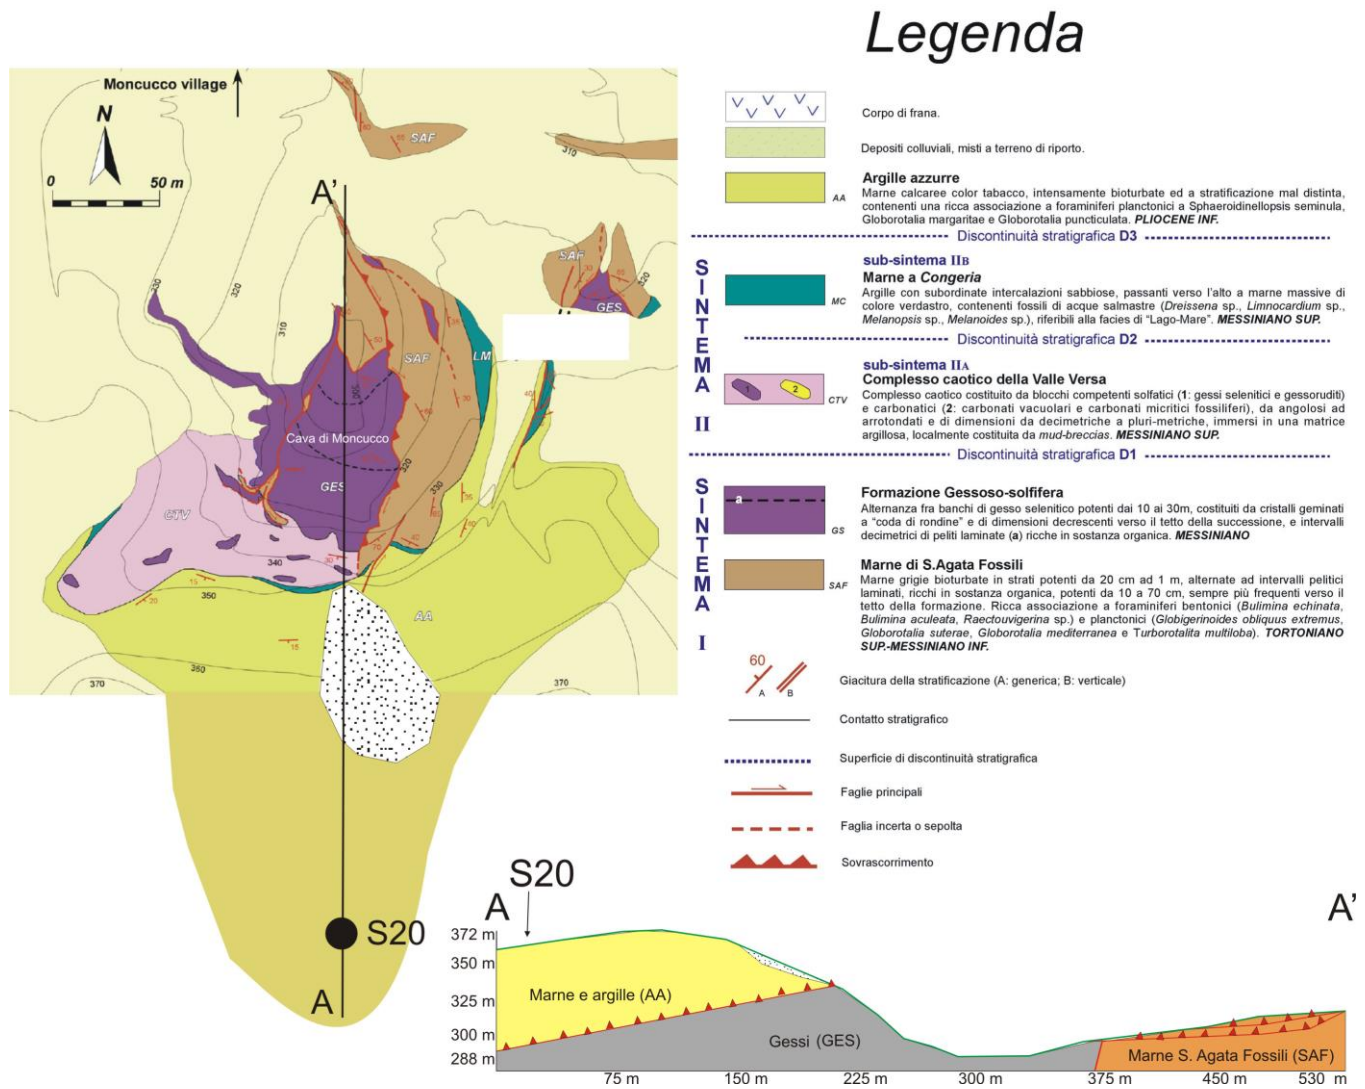 Legenda
Moncucco village
N
0 50 m
A'
SAF
310
60
55
330
320
310
SAF
GES
320
SAF
LM
300
Cava di Moncucco
GES
320
330
CTV
340
350
15
20
AA
15
350
370
370
S20
A
Corpo di frana.
Depositi colluviali, misti a terreno di riporto.
Argille azzurre
AA
Marne calcaree color tabacco, intensamente bioturbate ed a stratificazione mal distinta,
contenenti una ricca associazione a foraminiferi planctonici a Sphaeroidinellopsis seminula,
Globorotalia margaritae e Globorotalia puncticulata. PLIOCENE INF.
Discontinuità stratigrafica D3
SINTEMA II
sub-sintema IIB
Marne a Congeria
MC
Argille con subordinate intercalazioni sabbiose, passanti verso l'alto a marne massive di
colore verdastro, contenenti fossili di acque salmastre (Dreissena sp., Limnocardium sp.,
Melanopsis sp., Melanoides sp.), riferibili alla facies di "Lago-Mare". MESSINIANO SUP.
Discontinuità stratigrafica D2
sub-sintema IIA
Complesso caotico della Valle Versa
1 2
CTV
Complesso caotico costituito da blocchi competenti solfatici (1: gessi selenitici e gessoruditi)
e carbonatici (2: carbonati vacuolari e carbonati micritici fossiliferi), da angolosi ad
arrotondati e di dimensioni da decimetriche a pluri-metriche, immersi in una matrice
argillosa, localmente costituita da mud-breccias. MESSINIANO SUP.
Discontinuità stratigrafica D1
SINTEMA I
Formazione Gessoso-solfifera
a
GS
Alternanza fra banchi di gesso selenitico potenti dai 10 ai 30m, costituiti da cristalli geminati
a "coda di rondine" e di dimensioni decrescenti verso il tetto della successione, e intervalli
decimetrici di peliti laminate (a) ricche in sostanza organica. MESSINIANO
Marne di S.Agata Fossili
SAF
Marne grigie bioturbate in strati potenti da 20 cm ad 1 m, alternate ad intervalli pelitici
laminati, ricchi in sostanza organica, potenti da 10 a 70 cm, sempre più frequenti verso il
tetto della formazione. Ricca associazione a foraminiferi bentonici (Bulimina echinata,
Bulimina aculeata, Raectouvigerina sp.) e planctonici (Globigerinoides obliquus extremus,
Globorotalia suterae, Globorotalia mediterranea e Turborotalita multiloba). TORTONIANO
SUP.-MESSINIANO INF.
60
A B
Giacitura della stratificazione (A: generica; B: verticale)
Contatto stratigrafico
Superficie di discontinuità stratigrafica
Faglie principali
Faglia incerta o sepolta
Sovrascorrimento
S20
A
A'
372 m
350 m
325 m
300 m
288 m
Marne e argille (AA)
Gessi (GES)
Marne S. Agata Fossili (SAF)
75 m 150 m 225 m 300 m 375 m 450 m 530 m